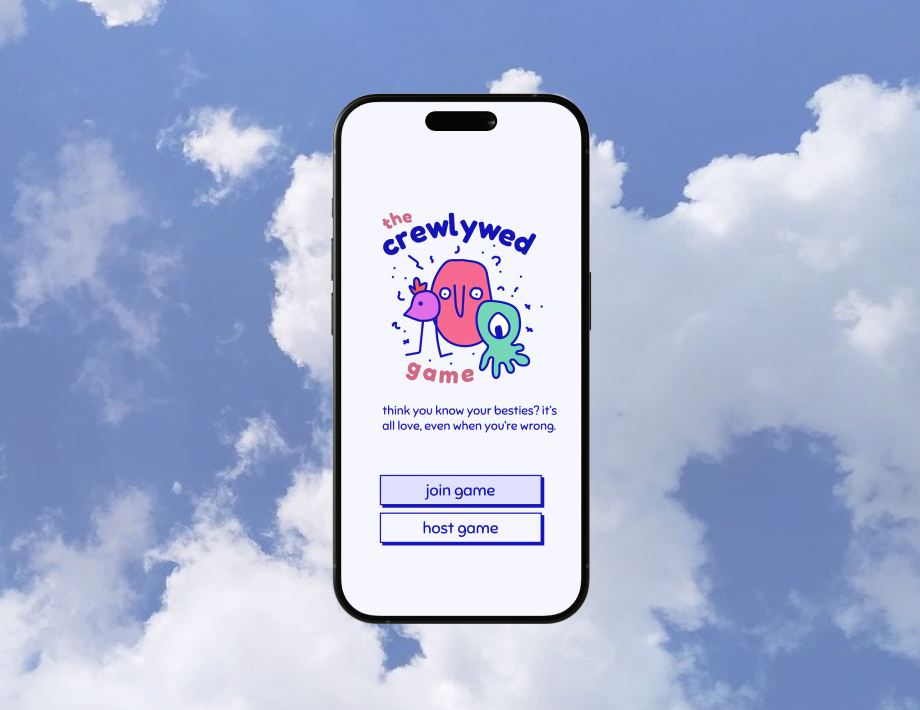 the
crewlywed
game
think you know your besties? it's
all love, even when you're wrong.
join game
host game